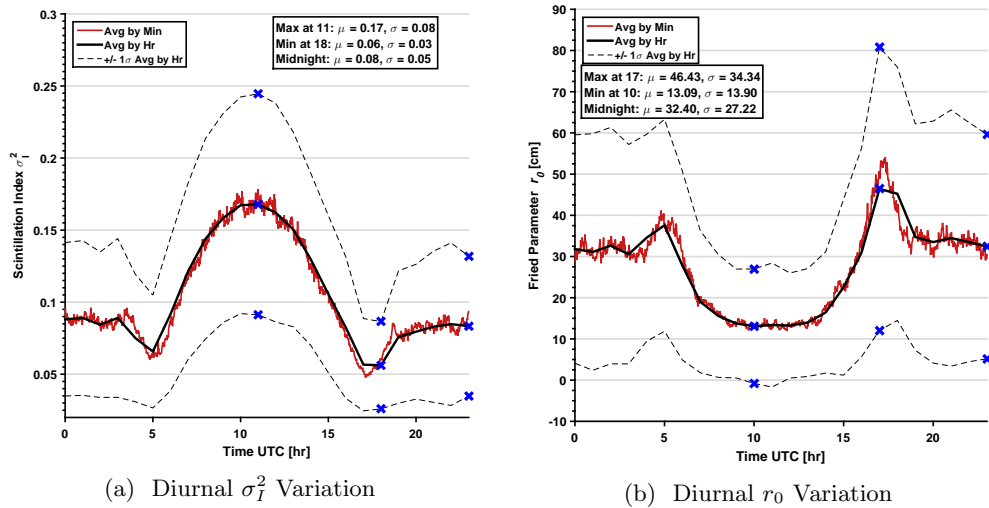 Avg by Min
Avg by Hr
+/- 1σ Avg by Hr
Max at 11: μ = 0.17, σ = 0.08
Min at 18: μ = 0.06, σ = 0.03
Midnight: μ = 0.08, σ = 0.05
0.3
0.25
0.2
0.15
0.1
0.05
Scintillation Index σ_I^2
0 5 10 15 20
Time UTC [hr]
(a) Diurnal σ_I^2 Variation
Avg by Min
Avg by Hr
+/- 1σ Avg by Hr
Max at 17: μ = 46.43, σ = 34.34
Min at 10: μ = 13.09, σ = 13.90
Midnight: μ = 32.40, σ = 27.22
90
80
70
60
50
40
30
20
10
0
-10
Fried Parameter r_0 [cm]
0 5 10 15 20
Time UTC [hr]
(b) Diurnal r_0 Variation